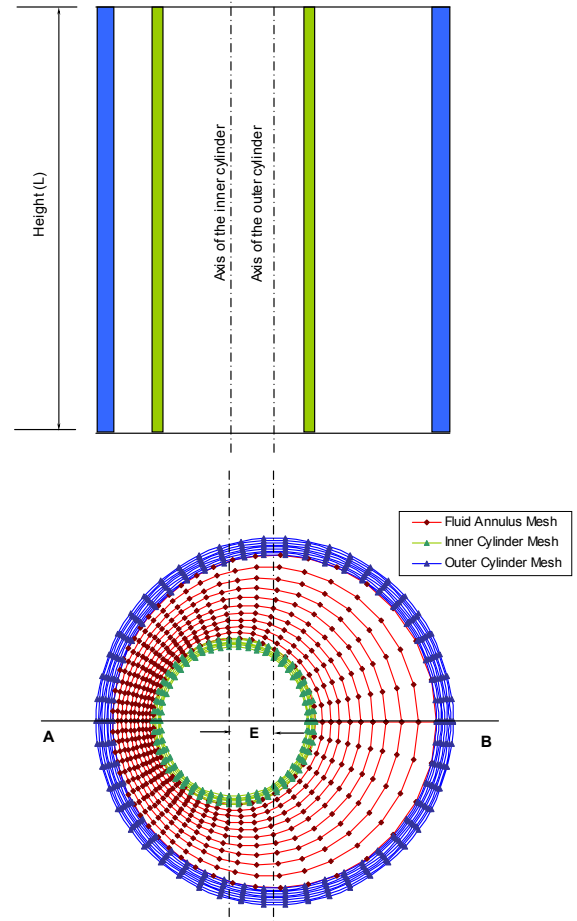 Height (L)
Axis of the inner cylinder
Axis of the outer cylinder
Fluid Annulus Mesh
Inner Cylinder Mesh
Outer Cylinder Mesh
A
E
B